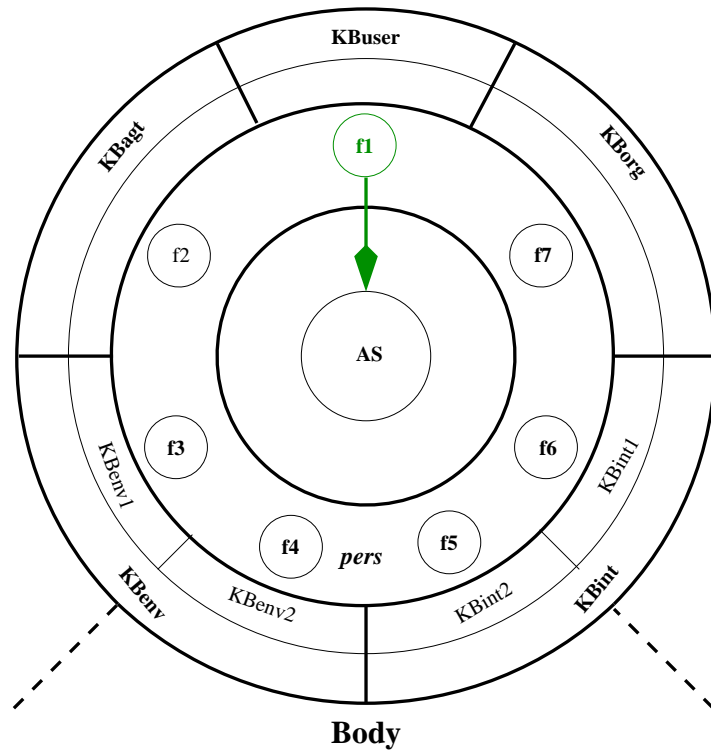 KBuser
KBagt
KBorg
f1
f2
f7
AS
f3
f6
KBenv1
KBint1
f4
pers
f5
KBenv
KBenv2
KBint2
KBint
Body